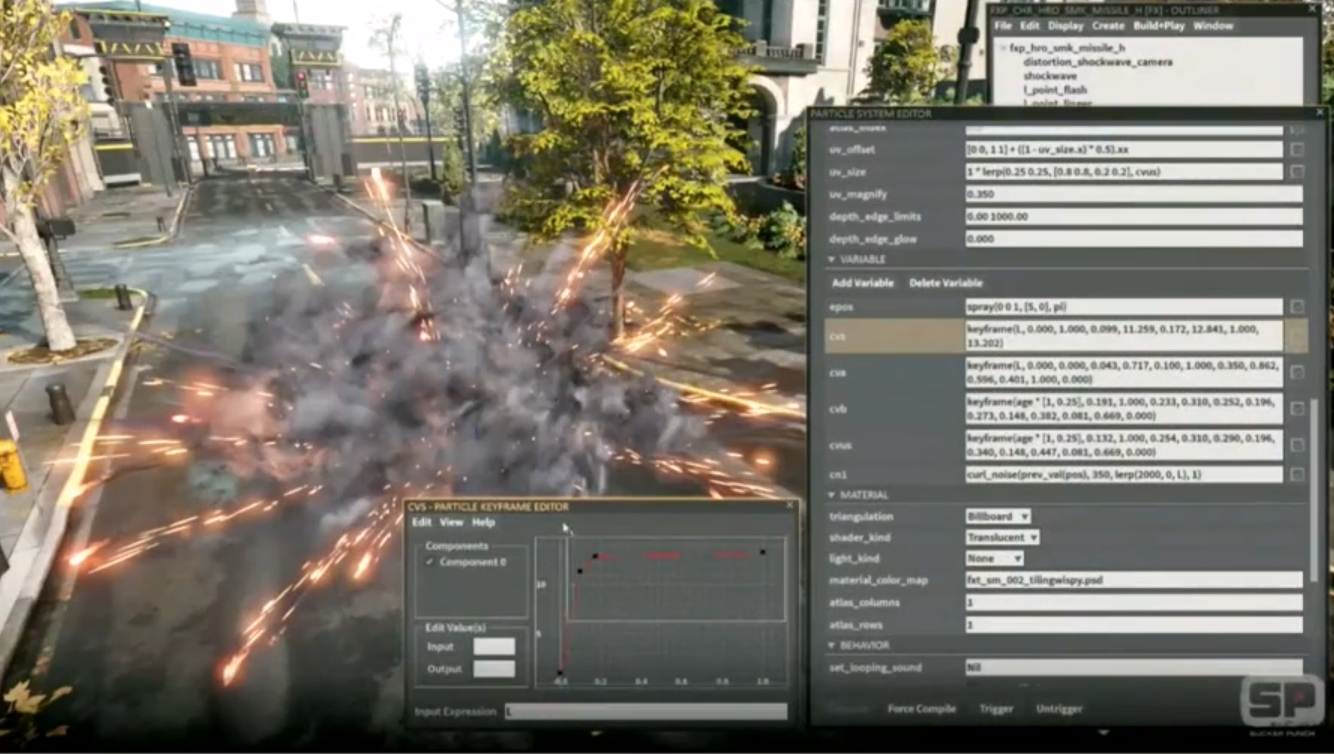 FXP_CHR_HRO_SMK_MISSILE_H [FX] - OUTLINER
File Edit Display Create Build+Play Window
fxp_hro_smk_missile_h
distortion_shockwave_camera
shockwave
l_point_flash
l_point_linger
PARTICLE SYSTEM EDITOR
atlas_index
uv_offset [0 0, 1 1] + ((1 - uv_size.x) * 0.5).xx
uv_size 1 * lerp(0.25 0.25, [0.8 0.8, 0.2 0.2], cvus)
uv_magnify 0.350
depth_edge_limits 0.00 1000.00
depth_edge_glow 0.000
VARIABLE
Add Variable Delete Variable
epos spray(0 0 1, [5, 0], pi)
cvs keyframe(L, 0.000, 1.000, 0.099, 11.259, 0.172, 12.841, 1.000,
13.202)
cva keyframe(L, 0.000, 0.000, 0.043, 0.717, 0.100, 1.000, 0.350, 0.862,
0.596, 0.401, 1.000, 0.000)
cvb keyframe(age * [1, 0.25], 0.191, 1.000, 0.233, 0.310, 0.252, 0.196,
0.273, 0.148, 0.382, 0.081, 0.669, 0.000)
cvus keyframe(age * [1, 0.25], 0.132, 1.000, 0.254, 0.310, 0.290, 0.196,
0.340, 0.148, 0.447, 0.081, 0.669, 0.000)
cn1 curl_noise(prev_val(pos), 350, lerp(2000, 0, L), 1)
MATERIAL
triangulation Billboard
shader_kind Translucent
light_kind None
material_color_map fxt_sm_002_tilingwispy.psd
atlas_columns 1
atlas_rows 1
BEHAVIOR
set_looping_sound Nil
Force Compile Trigger Untrigger
CVS - PARTICLE KEYFRAME EDITOR
Edit View Help
Components
Component 0
Edit Value(s)
Input
Output
10
5
-0.0 0.2 0.4 0.6 0.8 1.0
Input Expression L
SP
SUCKER PUNCH